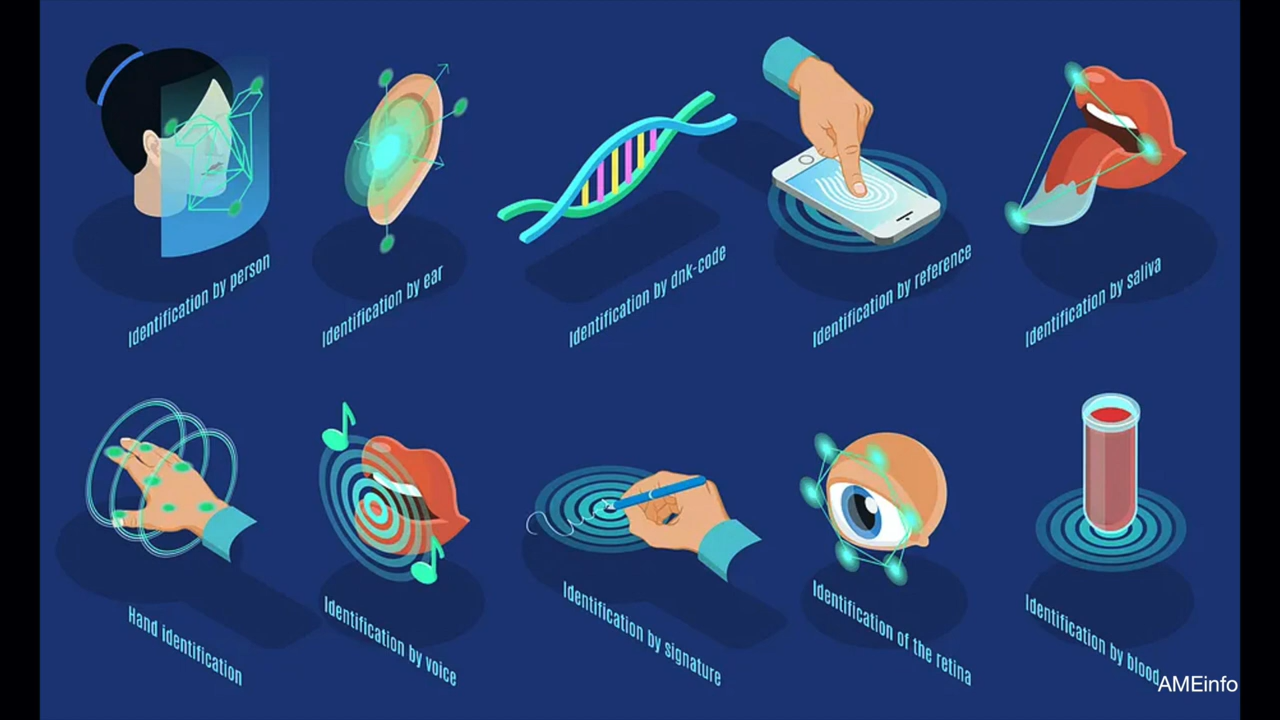 Identification by person
Identification by ear
Identification by dnk-code
Identification by reference
Identification by saliva
Hand identification
Identification by voice
Identification by signature
Identification of the retina
Identification by blood
AMEinfo